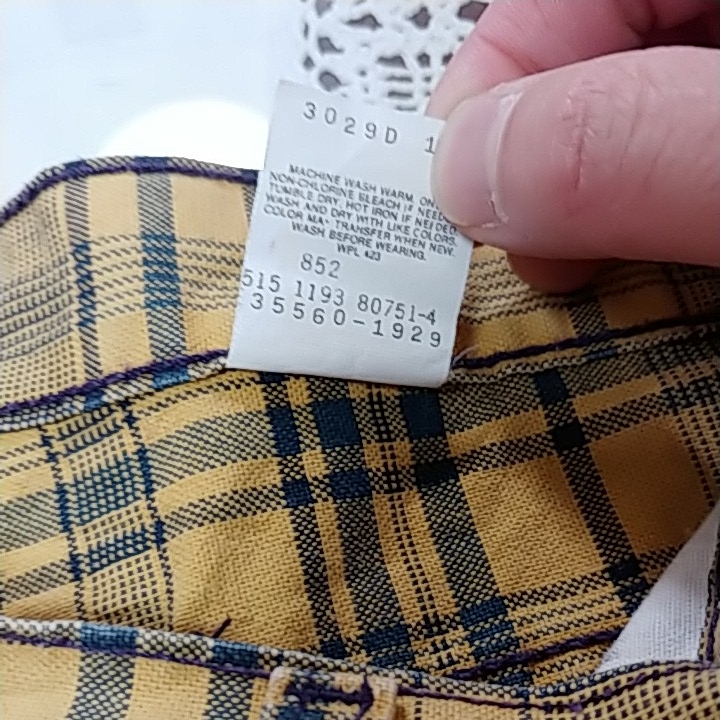 3029D 1
MACHINE WASH WARM, ON
NON-CHLORINE BLEACH IF NEED
TUMBLE DRY, HOT IRON IF NEEDED
WASH AND DRY WITH LIKE COLORS.
COLOR MAY TRANSFER WHEN NEW.
WASH BEFORE WEARING.
WPL 423
852
515 1193 80751-4
35560-1929